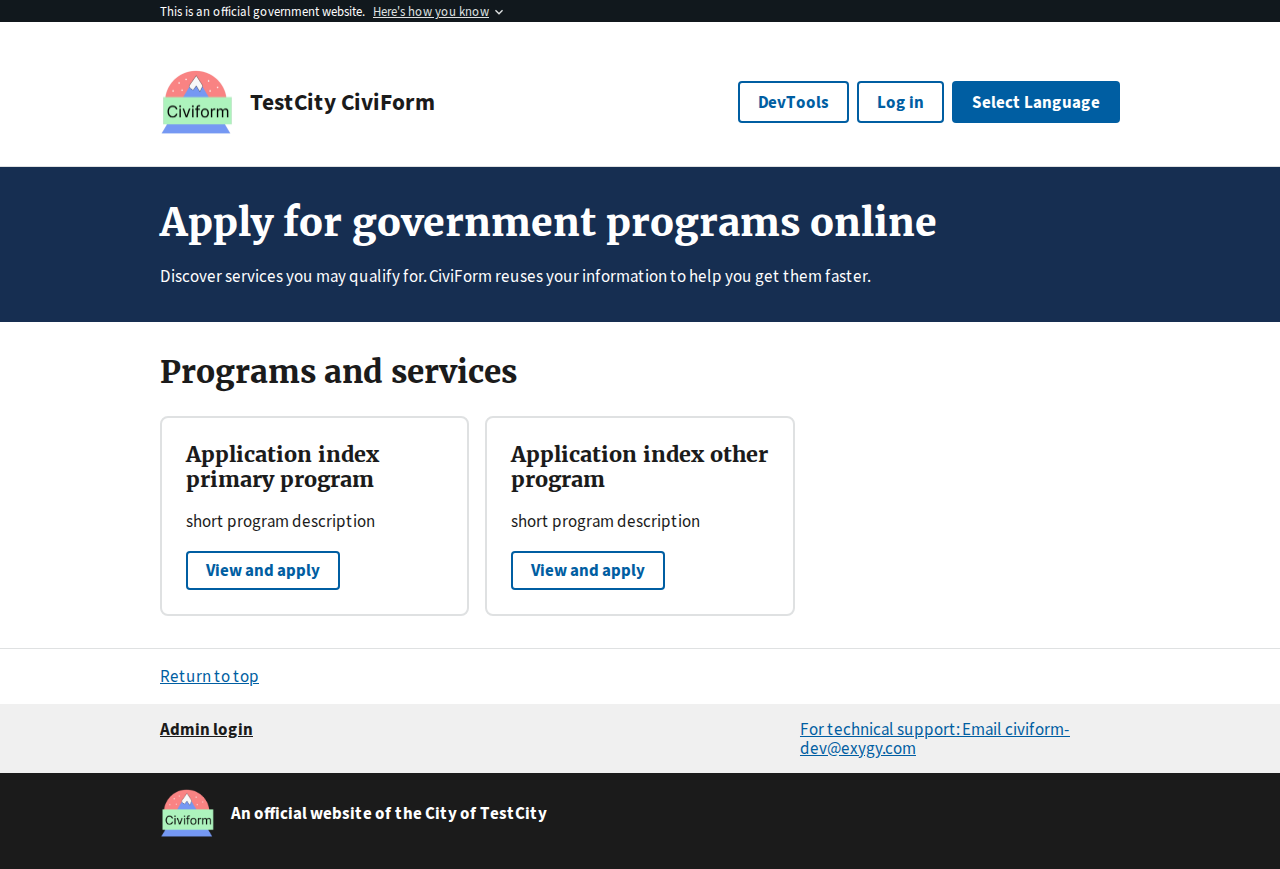 This is an official government website. Here's how you know
Civiform
TestCity CiviForm
DevTools
Log in
Select Language
Apply for government programs online
Discover services you may qualify for. CiviForm reuses your information to help you get them faster.
Programs and services
Application index
primary program
short program description
View and apply
Application index other
program
short program description
View and apply
Return to top
Admin login
For technical support: Email civiform-
dev@exygy.com
Civiform
An official website of the City of TestCity